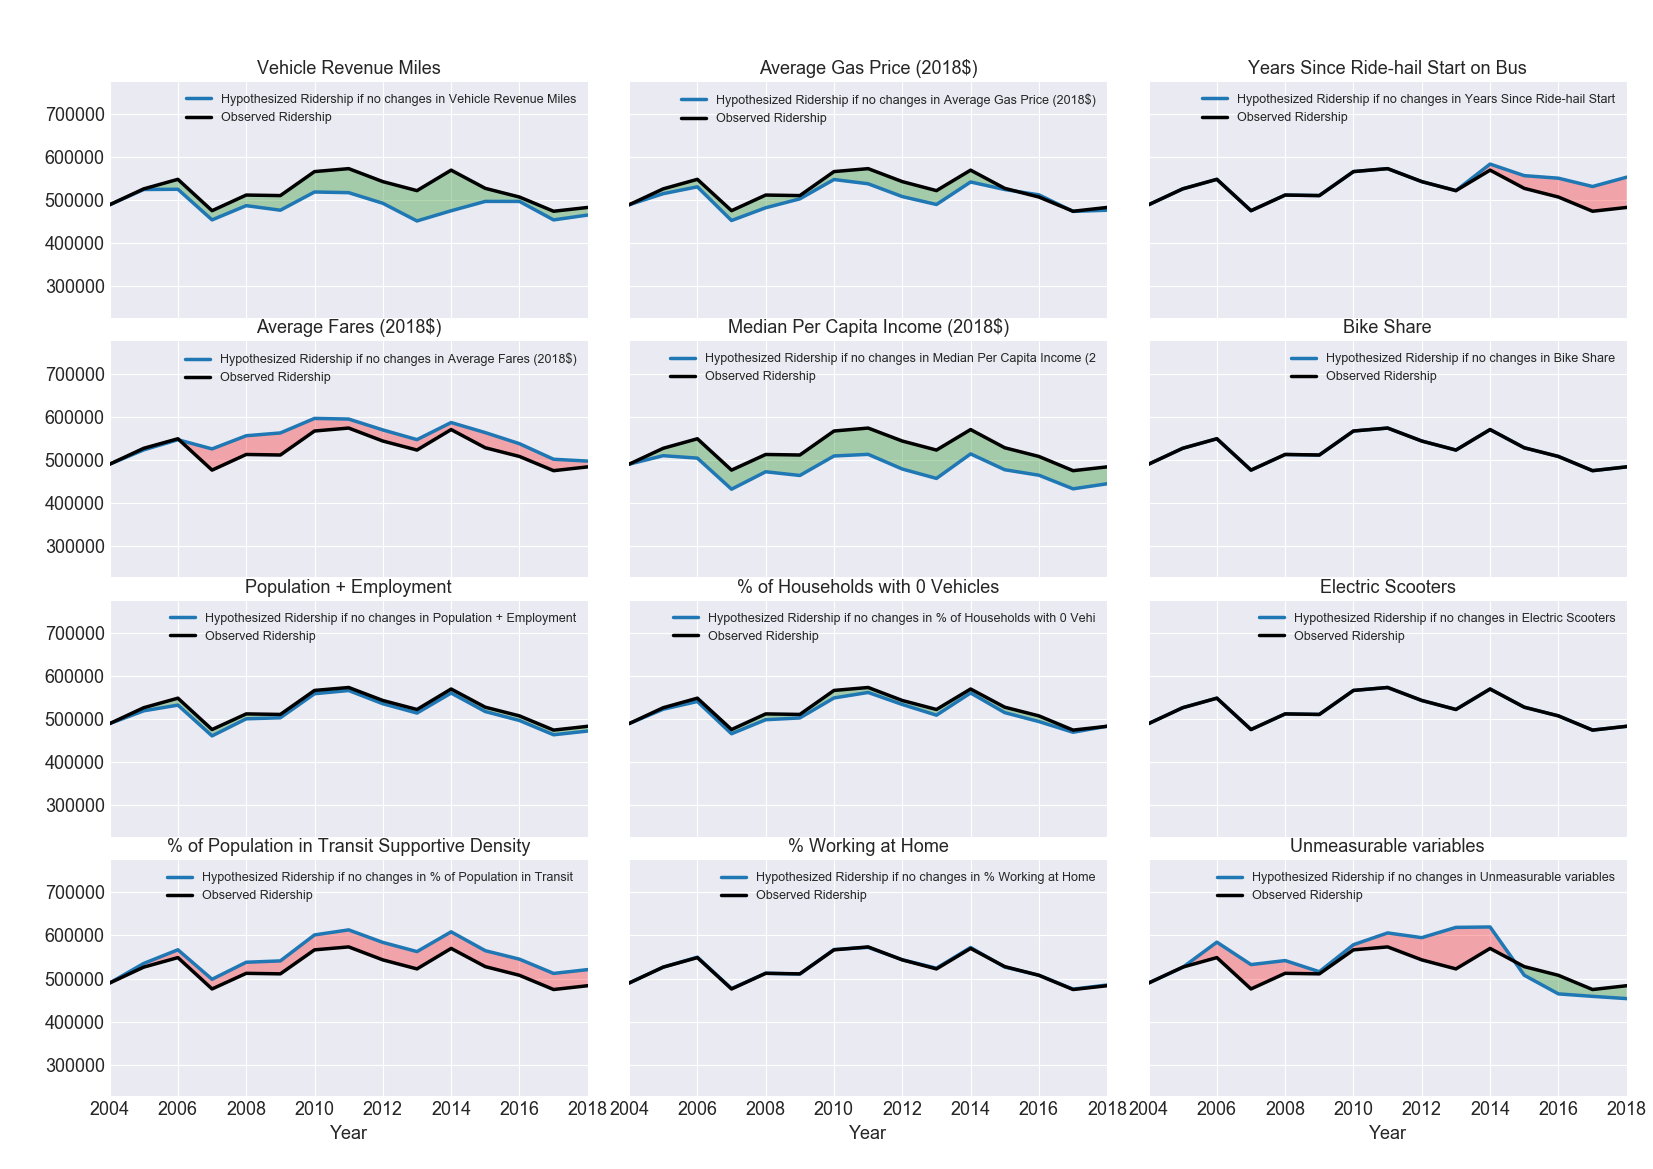 Vehicle Revenue Miles
Hypothesized Ridership if no changes in Vehicle Revenue Miles
Observed Ridership
700000
600000
500000
400000
300000
Average Gas Price (2018$)
Hypothesized Ridership if no changes in Average Gas Price (2018$)
Observed Ridership
Years Since Ride-hail Start on Bus
Hypothesized Ridership if no changes in Years Since Ride-hail Start
Observed Ridership
Average Fares (2018$)
Hypothesized Ridership if no changes in Average Fares (2018$)
Observed Ridership
700000
600000
500000
400000
300000
Median Per Capita Income (2018$)
Hypothesized Ridership if no changes in Median Per Capita Income (2
Observed Ridership
Bike Share
Hypothesized Ridership if no changes in Bike Share
Observed Ridership
Population + Employment
Hypothesized Ridership if no changes in Population + Employment
Observed Ridership
700000
600000
500000
400000
300000
% of Households with 0 Vehicles
Hypothesized Ridership if no changes in % of Households with 0 Vehi
Observed Ridership
Electric Scooters
Hypothesized Ridership if no changes in Electric Scooters
Observed Ridership
% of Population in Transit Supportive Density
Hypothesized Ridership if no changes in % of Population in Transit
Observed Ridership
700000
600000
500000
400000
300000
2004 2006 2008 2010 2012 2014 2016 2018
Year
% Working at Home
Hypothesized Ridership if no changes in % Working at Home
Observed Ridership
2004 2006 2008 2010 2012 2014 2016 2018
Year
Unmeasurable variables
Hypothesized Ridership if no changes in Unmeasurable variables
Observed Ridership
2004 2006 2008 2010 2012 2014 2016 2018
Year